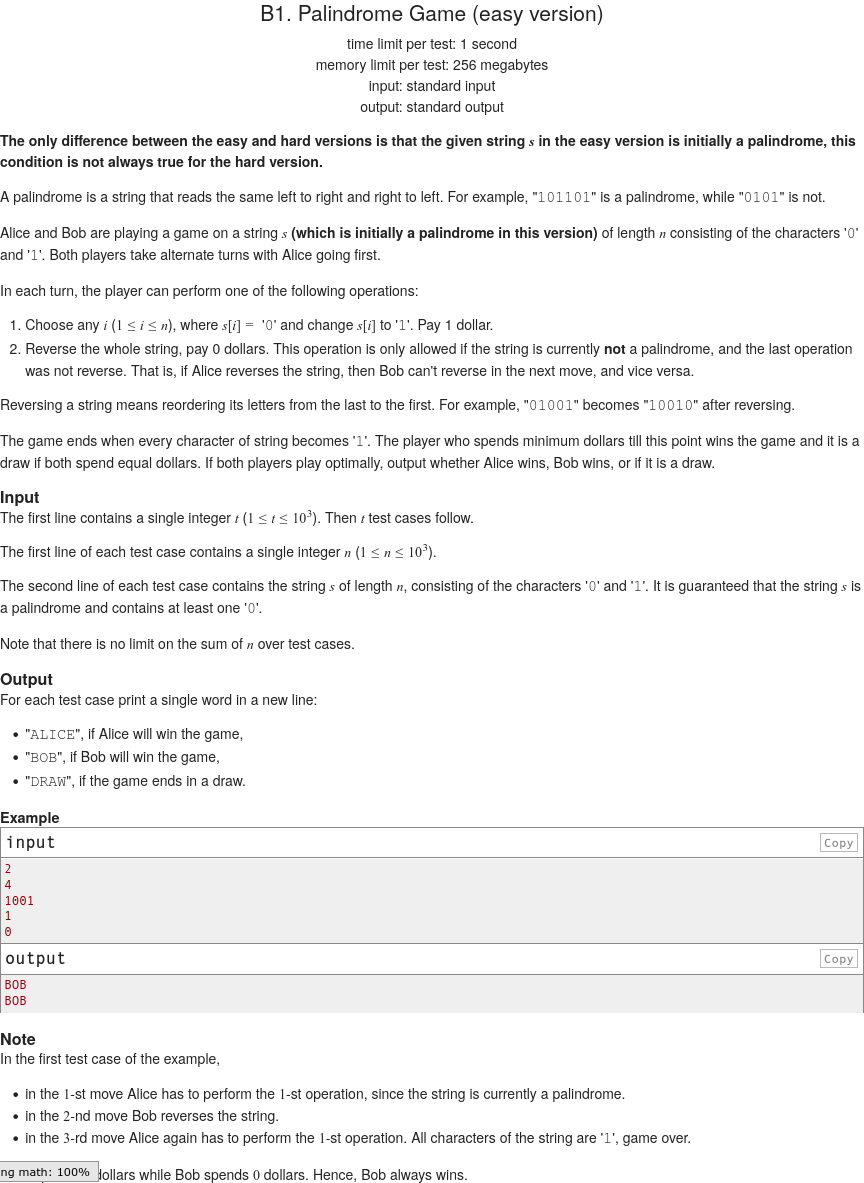 B1. Palindrome Game (easy version)
time limit per test: 1 second
memory limit per test: 256 megabytes
input: standard input
output: standard output
The only difference between the easy and hard versions is that the given string s in the easy version is initially a palindrome, this
condition is not always true for the hard version.
A palindrome is a string that reads the same left to right and right to left. For example, "101101" is a palindrome, while "0101" is not.
Alice and Bob are playing a game on a string s (which is initially a palindrome in this version) of length n consisting of the characters '0'
and '1'. Both players take alternate turns with Alice going first.
In each turn, the player can perform one of the following operations:
1. Choose any i (1 ≤ i ≤ n), where s[i] = '0' and change s[i] to '1'. Pay 1 dollar.
2. Reverse the whole string, pay 0 dollars. This operation is only allowed if the string is currently not a palindrome, and the last operation
was not reverse. That is, if Alice reverses the string, then Bob can't reverse in the next move, and vice versa.
Reversing a string means reordering its letters from the last to the first. For example, "01001" becomes "10010" after reversing.
The game ends when every character of string becomes '1'. The player who spends minimum dollars till this point wins the game and it is a
draw if both spend equal dollars. If both players play optimally, output whether Alice wins, Bob wins, or if it is a draw.
Input
The first line contains a single integer t (1 ≤ t ≤ 10³). Then t test cases follow.
The first line of each test case contains a single integer n (1 ≤ n ≤ 10³).
The second line of each test case contains the string s of length n, consisting of the characters '0' and '1'. It is guaranteed that the string s is
a palindrome and contains at least one '0'.
Note that there is no limit on the sum of n over test cases.
Output
For each test case print a single word in a new line:
• "ALICE", if Alice will win the game,
• "BOB", if Bob will win the game,
• "DRAW", if the game ends in a draw.
Example
input Copy
2
4
1001
1
0
output Copy
BOB
BOB
Note
In the first test case of the example,
• in the 1-st move Alice has to perform the 1-st operation, since the string is currently a palindrome.
• in the 2-nd move Bob reverses the string.
• in the 3-rd move Alice again has to perform the 1-st operation. All characters of the string are '1', game over.
ng math: 100% dollars while Bob spends 0 dollars. Hence, Bob always wins.